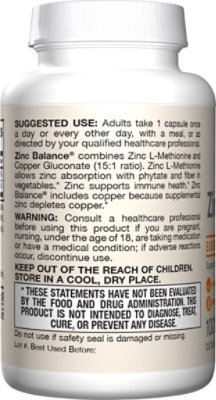 SUGGESTED USE: Adults take 1 capsule
once a day or every other day, with a meal, or as
directed by your qualified healthcare professional.
Zinc Balance® combines Zinc L-Methionine and
Copper Gluconate (15:1 ratio). Zinc L-Methionine
allows zinc absorption with phytate and fiber in
vegetables.* Zinc supports immune health.* Zinc
Balance® includes copper because supplemental
zinc depletes copper.*
WARNING: Consult a healthcare professional
before using this product if you are pregnant,
nursing, under the age of 18, are taking medication
or have a medical condition; if adverse reactions
occur, discontinue use.
KEEP OUT OF THE REACH OF CHILDREN.
STORE IN A COOL, DRY PLACE.
* THESE STATEMENTS HAVE NOT BEEN EVALUATED
BY THE FOOD AND DRUG ADMINISTRATION. THIS
PRODUCT IS NOT INTENDED TO DIAGNOSE, TREAT,
CURE, OR PREVENT ANY DISEASE.
Do not use if safety seal is damaged or missing.
Lot #. Best Used Before: